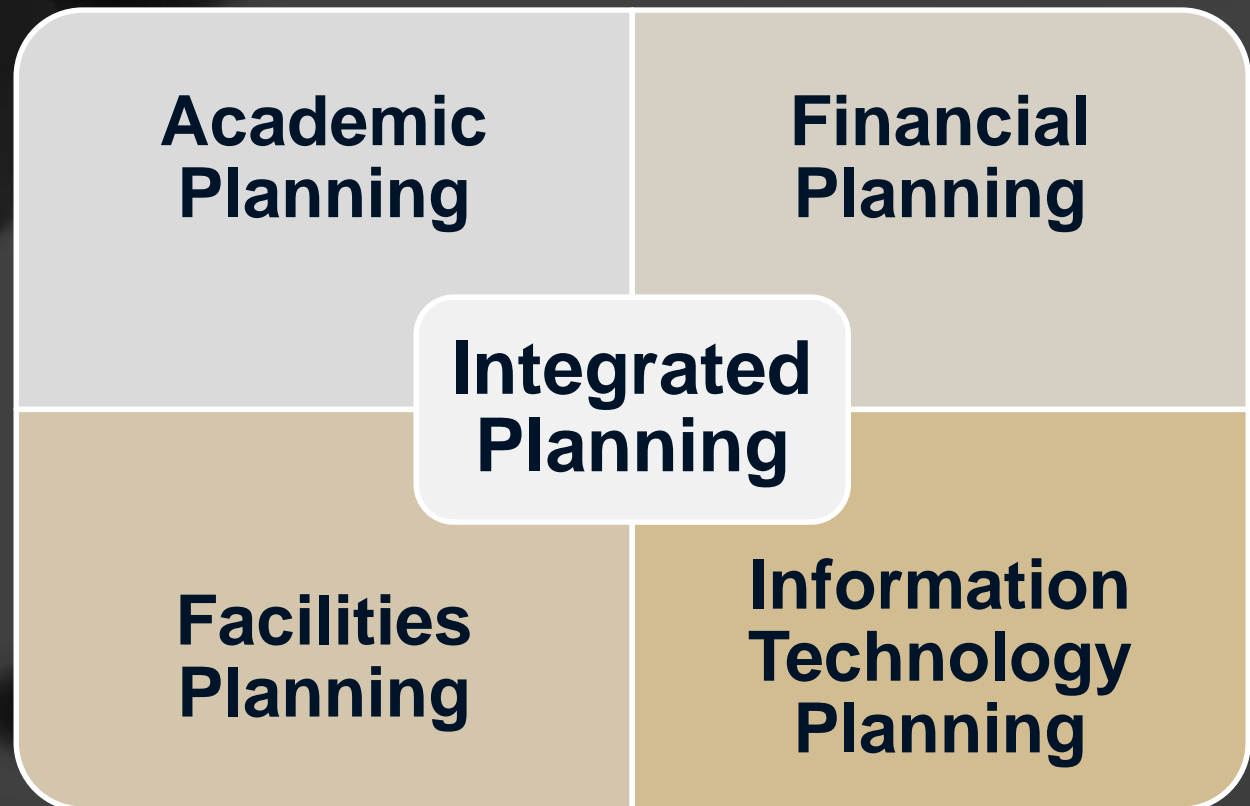 Academic
Planning
Financial
Planning
Integrated
Planning
Facilities
Planning
Information
Technology
Planning